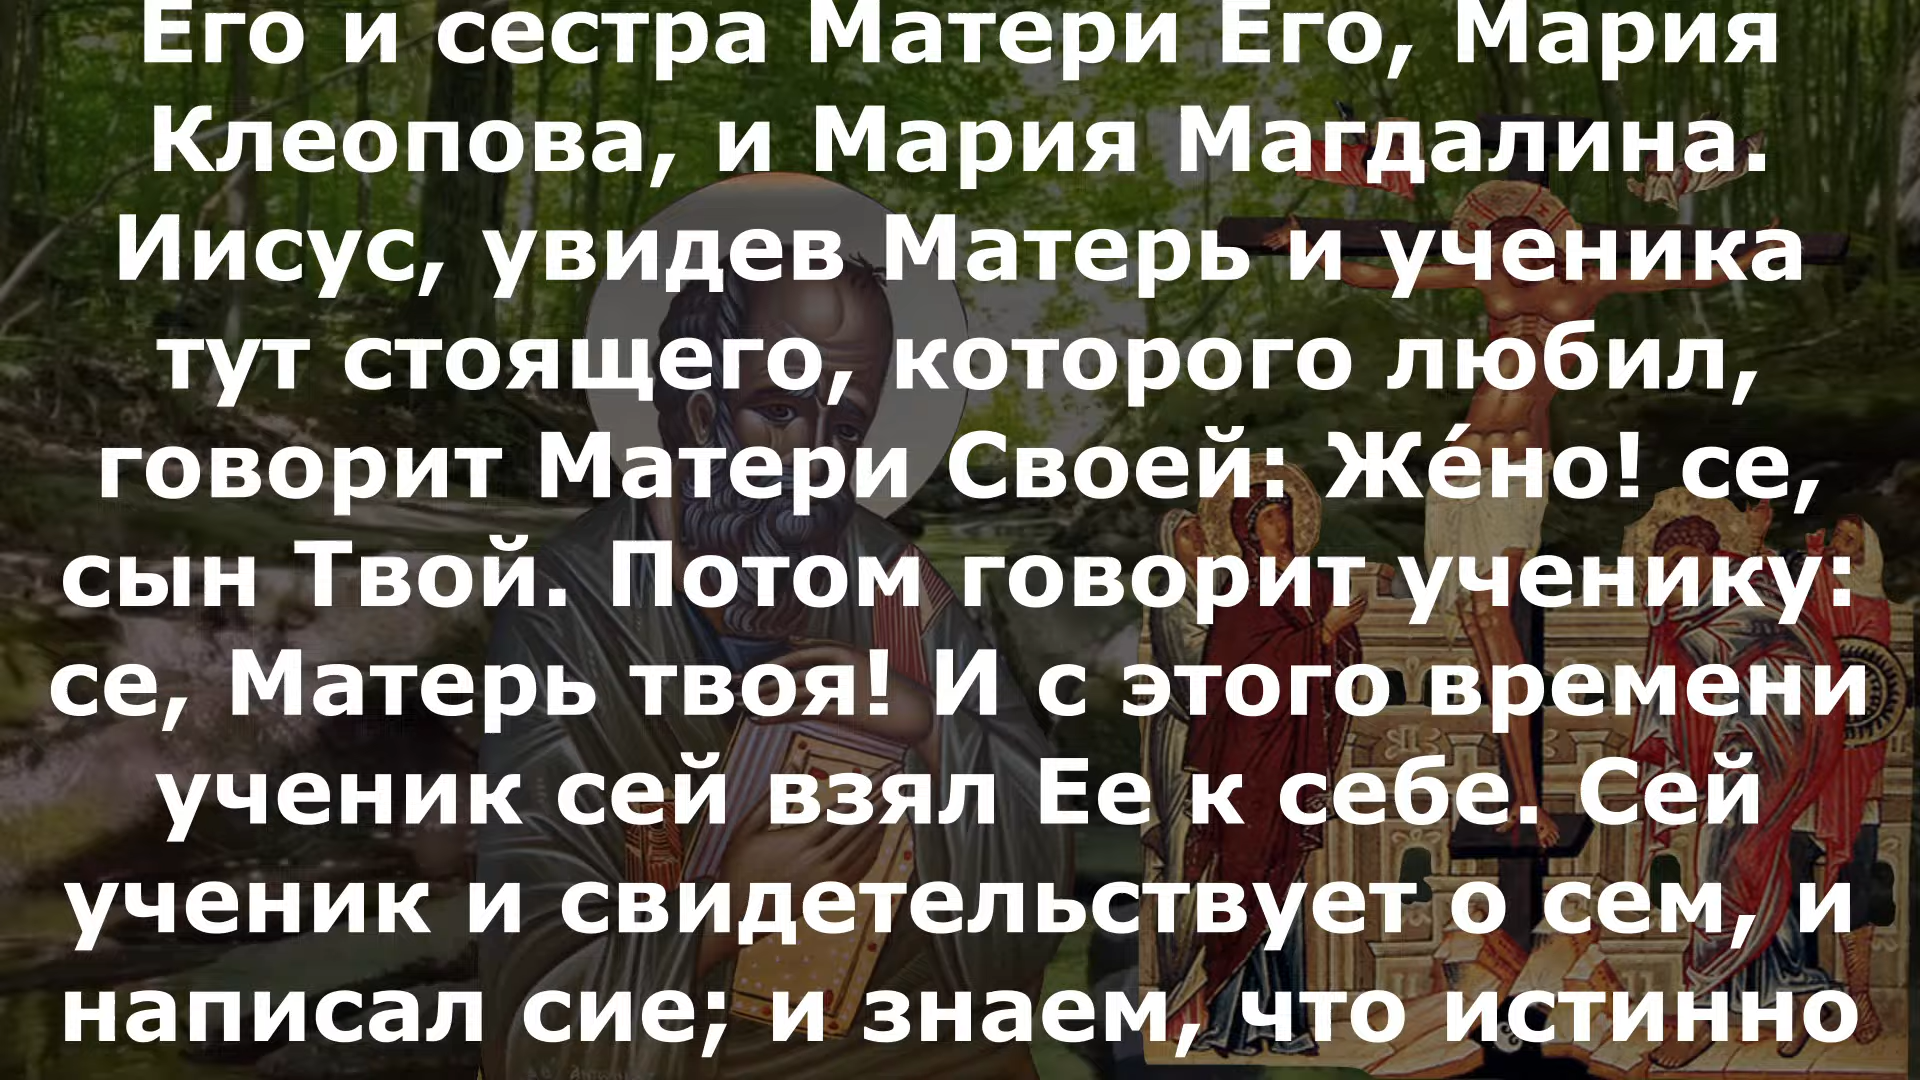 Его и сестра Матери Его, Мария
Клеопова, и Мария Магдалина.
Иисус, увидев Матерь и ученика
тут стоящего, которого любил,
говорит Матери Своей: Же́но! се,
сын Твой. Потом говорит ученику:
се, Матерь твоя! И с этого времени
ученик сей взял Ее к себе. Сей
ученик и свидетельствует о сем, и
написал сие; и знаем, что истинно